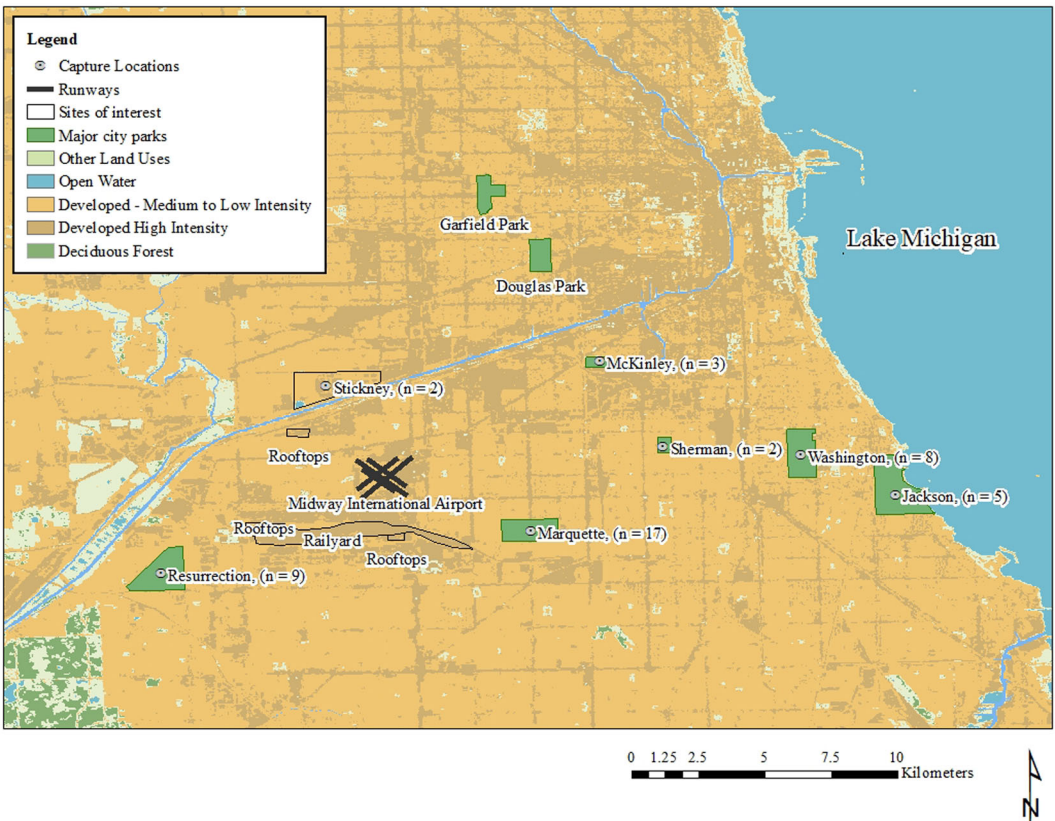 Legend
Capture Locations
Runways
Sites of interest
Major city parks
Other Land Uses
Open Water
Developed - Medium to Low Intensity
Developed High Intensity
Deciduous Forest
Garfield Park
Douglas Park
Lake Michigan
McKinley, (n = 3)
Stickney, (n = 2)
Rooftops
Sherman, (n = 2)
Washington, (n = 8)
Midway International Airport
Jackson, (n = 5)
Rooftops
Railyard
Rooftops
Marquette, (n = 17)
Resurrection, (n = 9)
0 1.25 2.5 5 7.5 10
Kilometers
N